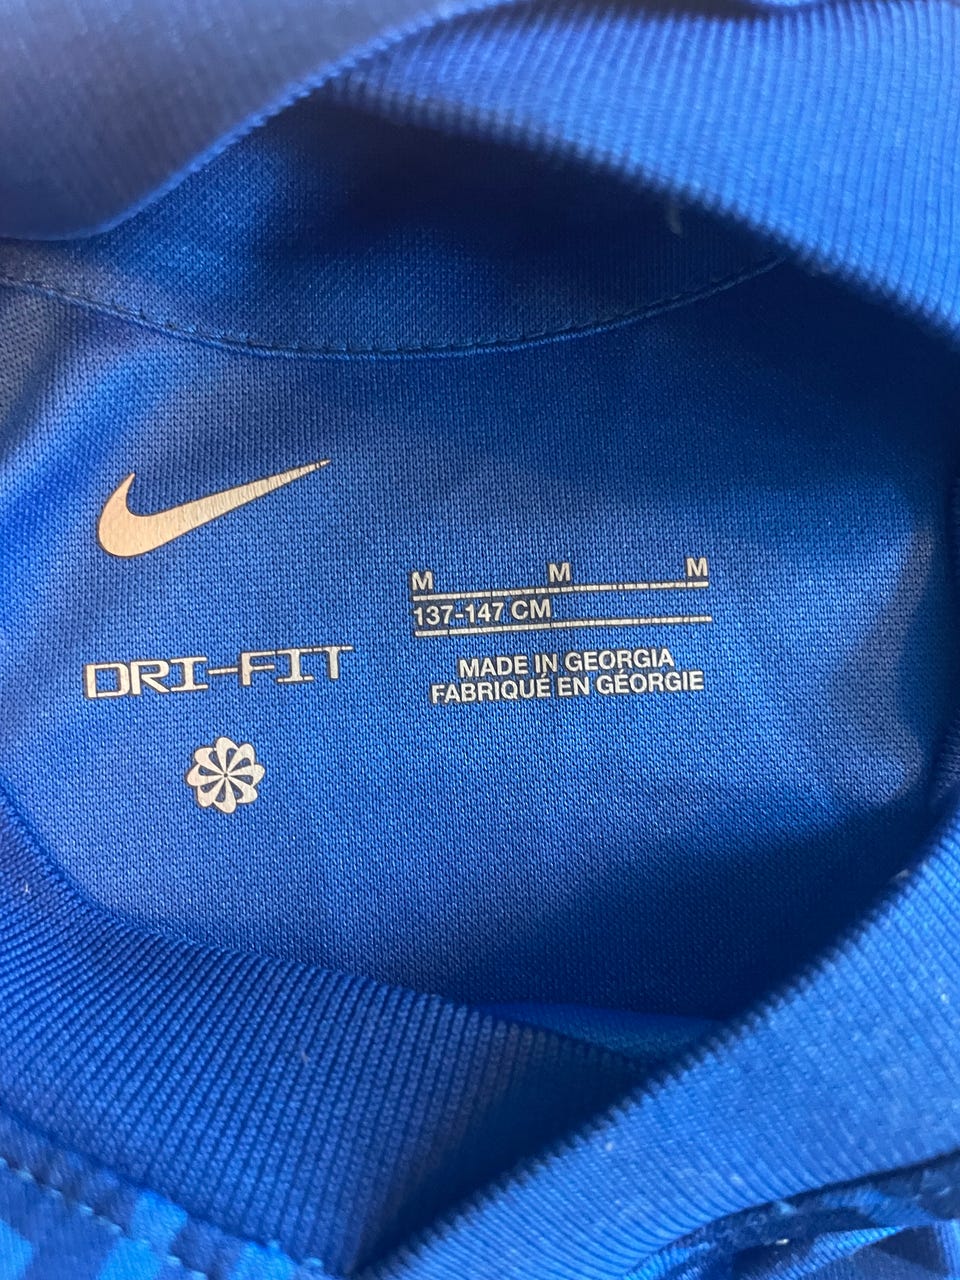 M M M
137-147 CM
DRI-FIT
MADE IN GEORGIA
FABRIQUÉ EN GÉORGIE